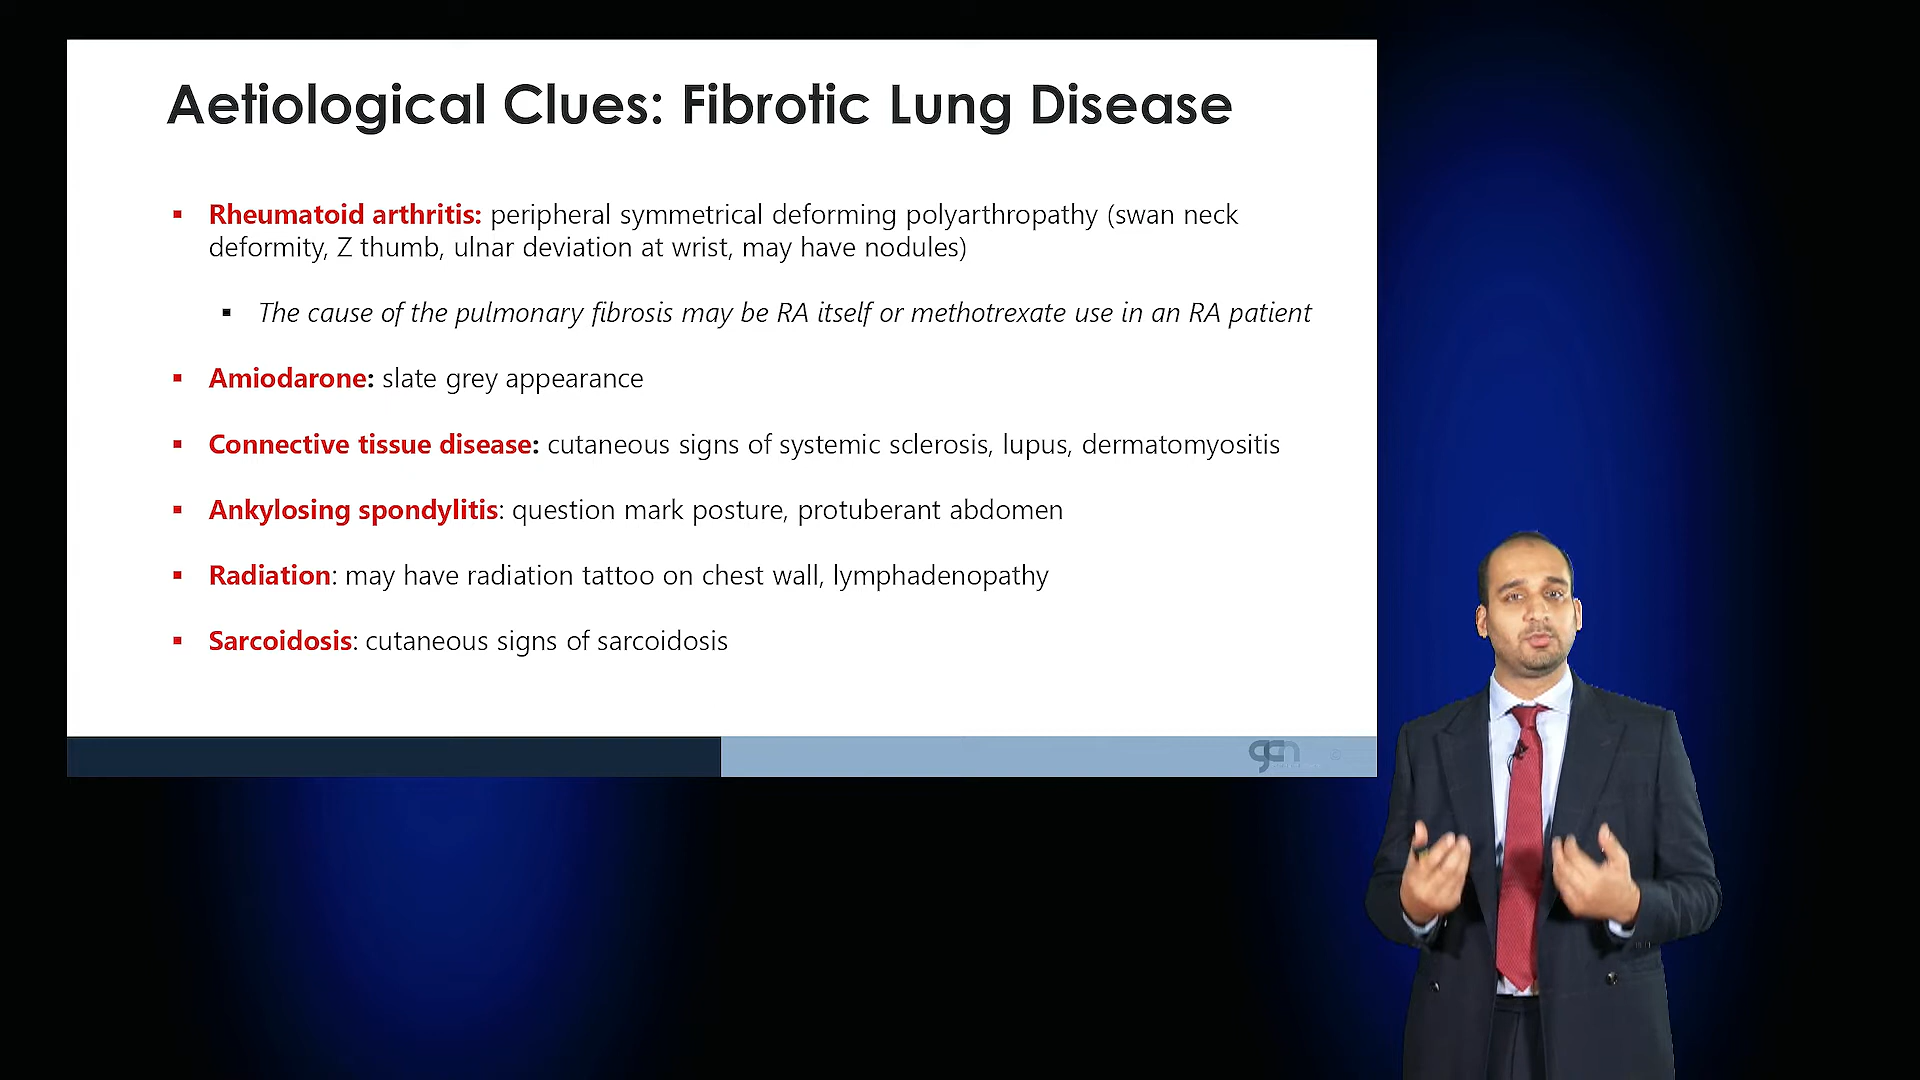 Aetiological Clues: Fibrotic Lung Disease
▪ Rheumatoid arthritis: peripheral symmetrical deforming polyarthropathy (swan neck
deformity, Z thumb, ulnar deviation at wrist, may have nodules)
▪ The cause of the pulmonary fibrosis may be RA itself or methotrexate use in an RA patient
▪ Amiodarone: slate grey appearance
▪ Connective tissue disease: cutaneous signs of systemic sclerosis, lupus, dermatomyositis
▪ Ankylosing spondylitis: question mark posture, protuberant abdomen
▪ Radiation: may have radiation tattoo on chest wall, lymphadenopathy
▪ Sarcoidosis: cutaneous signs of sarcoidosis